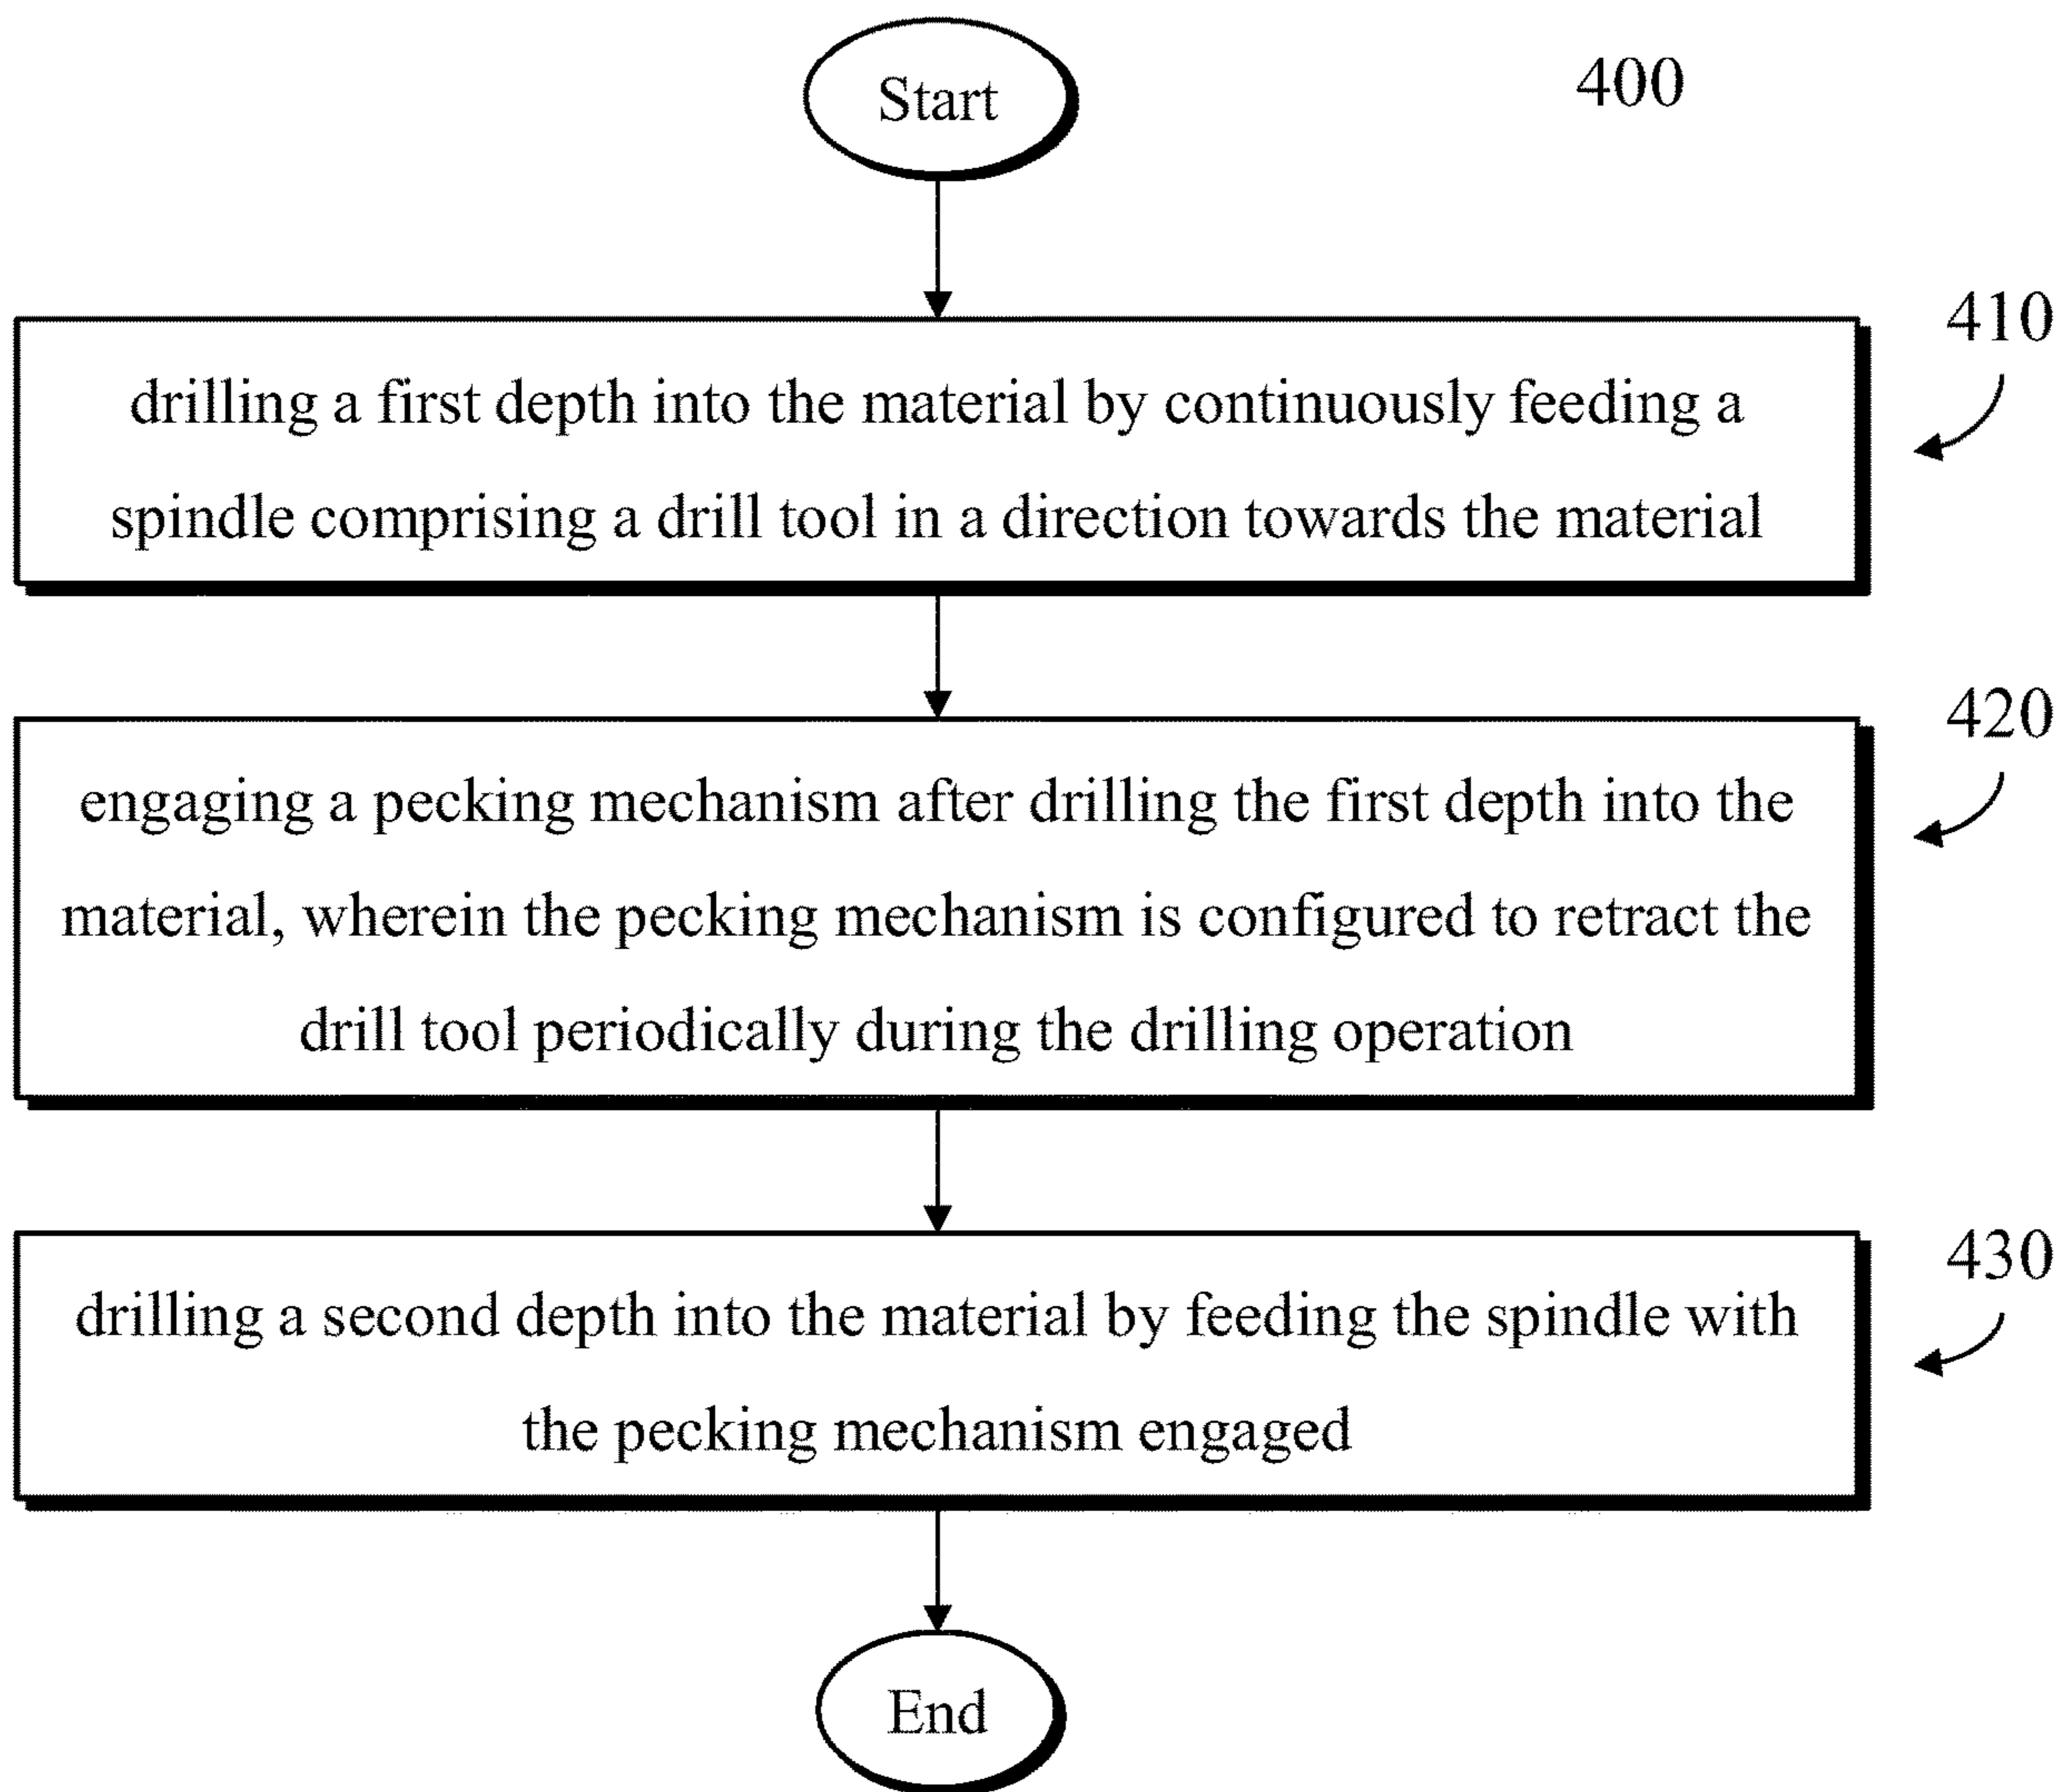 Start
400
410
drilling a first depth into the material by continuously feeding a
spindle comprising a drill tool in a direction towards the material
420
engaging a pecking mechanism after drilling the first depth into the
material, wherein the pecking mechanism is configured to retract the
drill tool periodically during the drilling operation
430
drilling a second depth into the material by feeding the spindle with
the pecking mechanism engaged
End